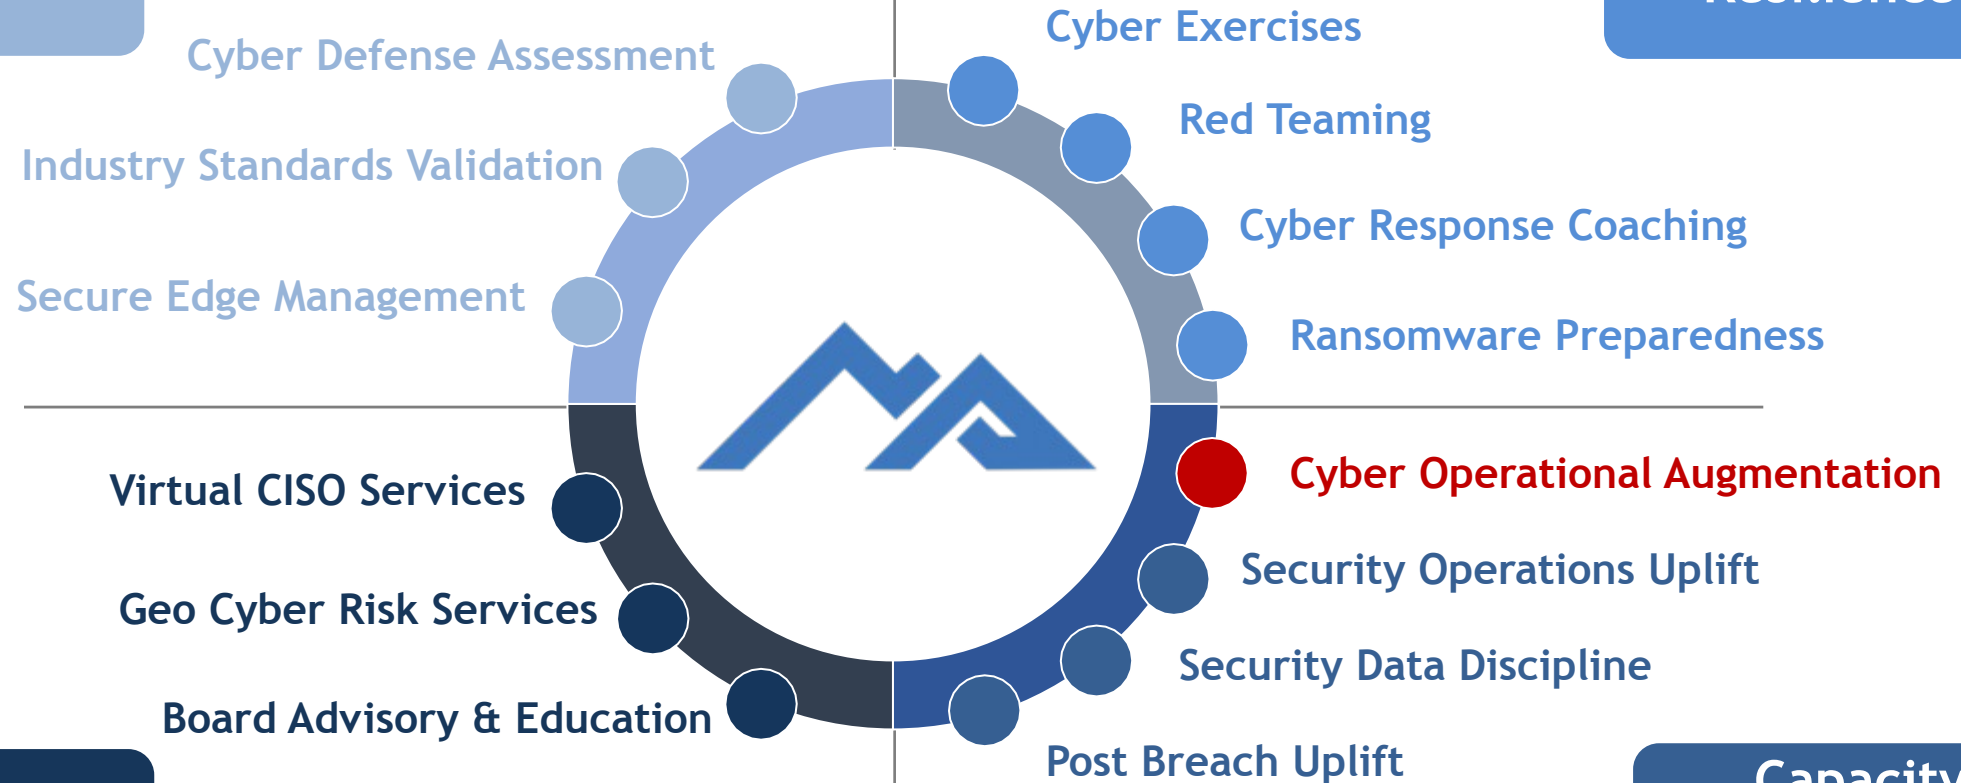 Resilience
Cyber Defense Assessment
Industry Standards Validation
Secure Edge Management
Cyber Exercises
Red Teaming
Cyber Response Coaching
Ransomware Preparedness
Virtual CISO Services
Geo Cyber Risk Services
Board Advisory & Education
Cyber Operational Augmentation
Security Operations Uplift
Security Data Discipline
Post Breach Uplift
Capacity